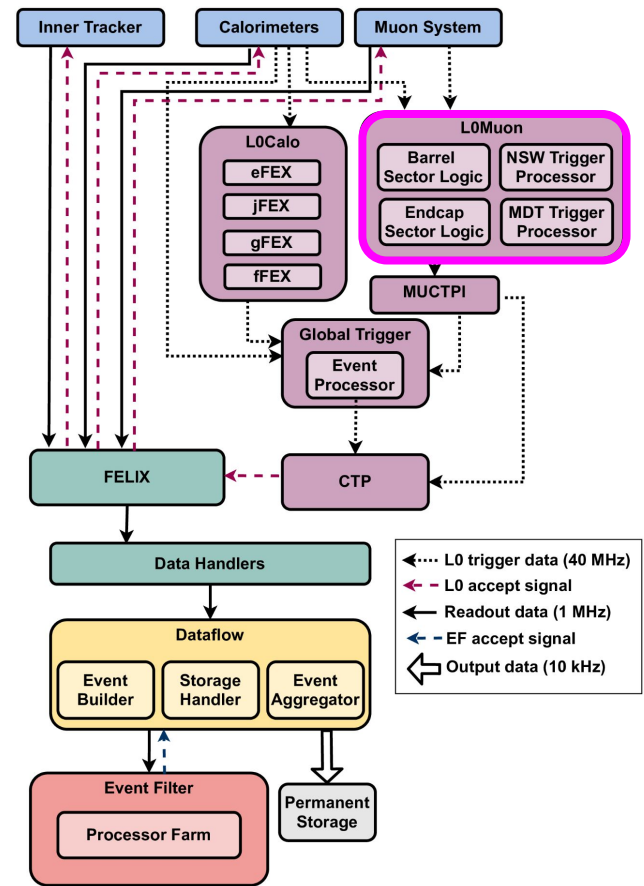 Inner Tracker
Calorimeters
Muon System
L0Calo
eFEX
jFEX
gFEX
fFEX
L0Muon
Barrel
Sector Logic
NSW Trigger
Processor
Endcap
Sector Logic
MDT Trigger
Processor
MUCTPI
Global Trigger
Event
Processor
FELIX
CTP
Data Handlers
L0 trigger data (40 MHz)
L0 accept signal
Readout data (1 MHz)
EF accept signal
Output data (10 kHz)
Dataflow
Event
Builder
Storage
Handler
Event
Aggregator
Event Filter
Processor Farm
Permanent
Storage